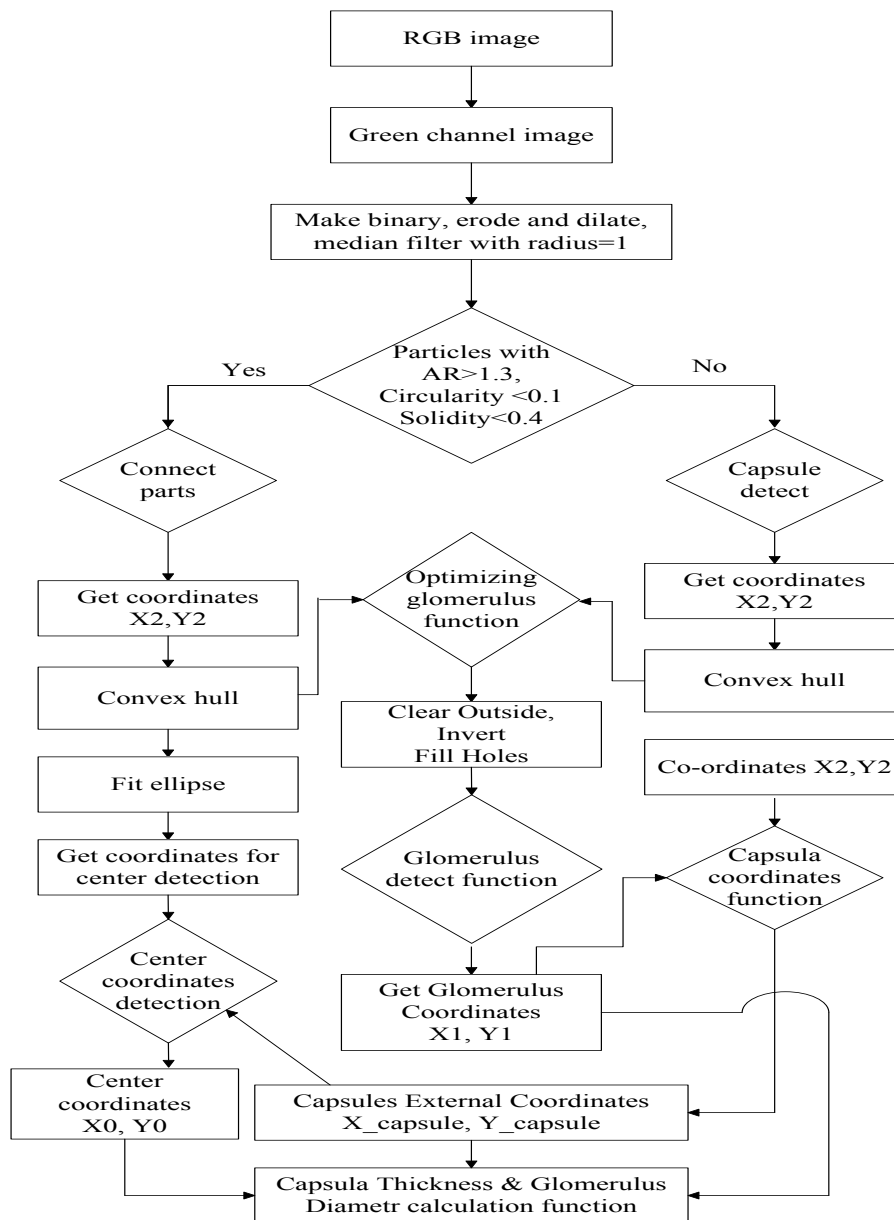 RGB image
Green channel image
Make binary, erode and dilate,
median filter with radius=1
Particles with
AR>1.3,
Circularity <0.1
Solidity<0.4
Yes
No
Connect
parts
Capsule
detect
Get coordinates
X2,Y2
Optimizing
glomerulus
function
Get coordinates
X2,Y2
Convex hull
Convex hull
Clear Outside,
Invert
Fill Holes
Fit ellipse
Co-ordinates X2,Y2
Get coordinates for
center detection
Glomerulus
detect function
Capsula
coordinates
function
Center
coordinates
detection
Get Glomerulus
Coordinates
X1, Y1
Center
coordinates
X0, Y0
Capsules External Coordinates
X_capsule, Y_capsule
Capsula Thickness & Glomerulus
Diametr calculation function